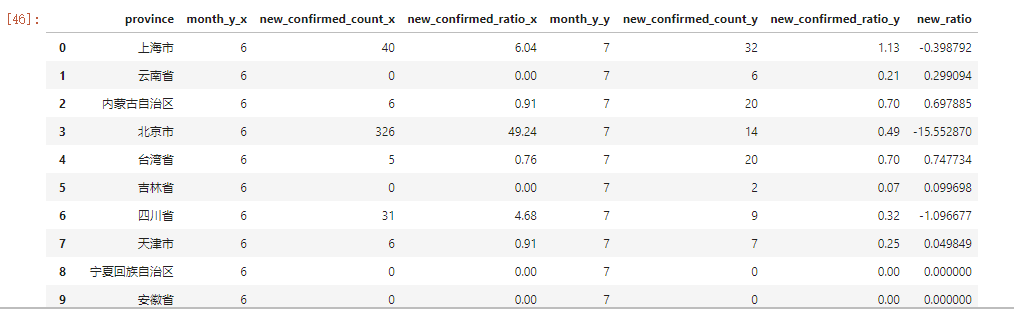 [46]: province month_y_x new_confirmed_count_x new_confirmed_ratio_x month_y_y new_confirmed_count_y new_confirmed_ratio_y new_ratio
0 上海市 6 40 6.04 7 32 1.13 -0.398792
1 云南省 6 0 0.00 7 6 0.21 0.299094
2 内蒙古自治区 6 6 0.91 7 20 0.70 0.697885
3 北京市 6 326 49.24 7 14 0.49 -15.552870
4 台湾省 6 5 0.76 7 20 0.70 0.747734
5 吉林省 6 0 0.00 7 2 0.07 0.099698
6 四川省 6 31 4.68 7 9 0.32 -1.096677
7 天津市 6 6 0.91 7 7 0.25 0.049849
8 宁夏回族自治区 6 0 0.00 7 0 0.00 0.000000
9 安徽省 6 0 0.00 7 0 0.00 0.000000